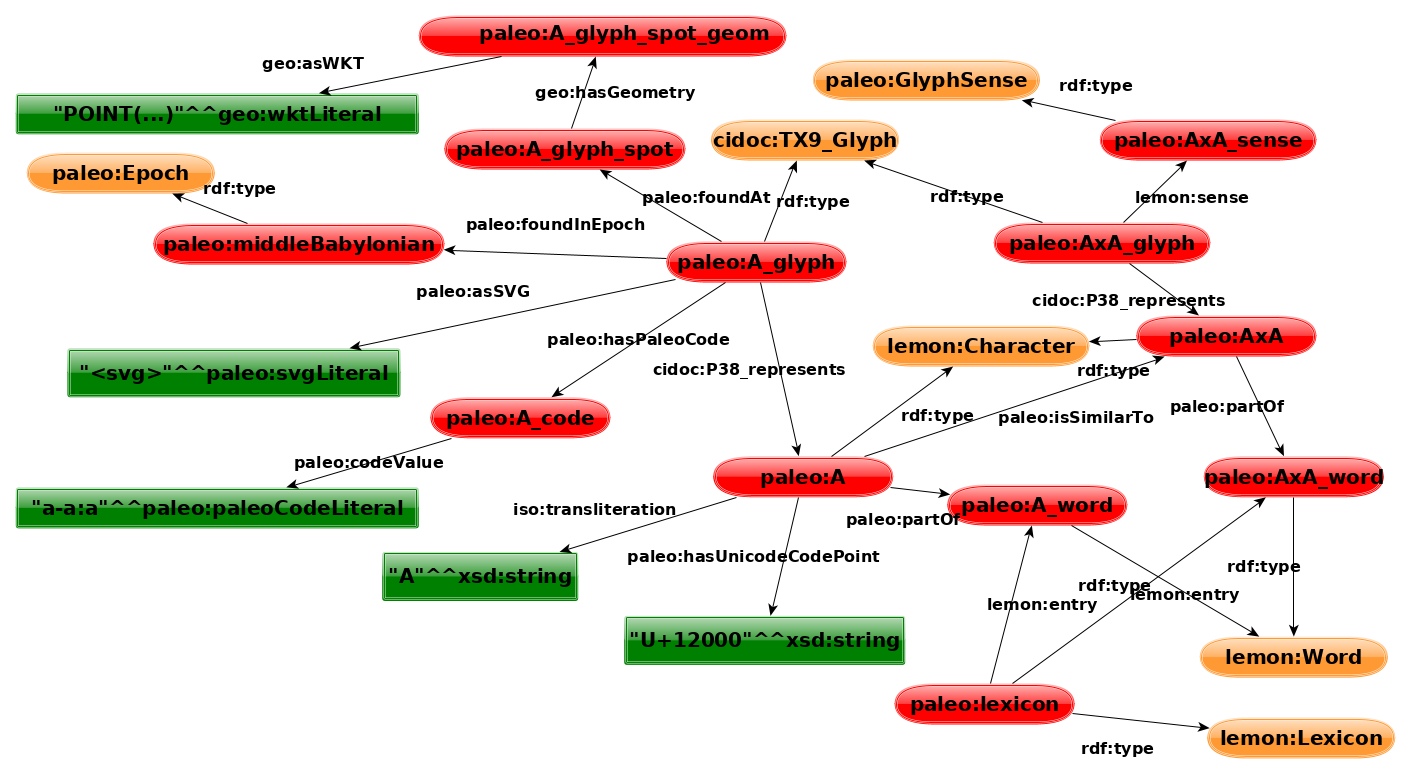 paleo:A_glyph_spot_geom
geo:asWKT
paleo:GlyphSense
rdf:type
geo:hasGeometry
"POINT(...)"^^geo:wktLiteral
paleo:A_glyph_spot
cidoc:TX9_Glyph
paleo:AxA_sense
paleo:Epoch
rdf:type
paleo:foundAt
rdf:type
rdf:type
lemon:sense
paleo:foundInEpoch
paleo:middleBabylonian
paleo:A_glyph
paleo:AxA_glyph
paleo:asSVG
cidoc:P38_represents
paleo:hasPaleoCode
lemon:Character
paleo:AxA
"<svg>"^^paleo:svgLiteral
cidoc:P38_represents
rdf:type
paleo:A_code
rdf:type
paleo:isSimilarTo
paleo:partOf
paleo:codeValue
paleo:A
paleo:AxA_word
"a-a:a"^^paleo:paleoCodeLiteral
iso:transliteration
paleo:partOf
paleo:A_word
"A"^^xsd:string
paleo:hasUnicodeCodePoint
rdf:type
rdf:type
lemon:entry
lemon:entry
"U+12000"^^xsd:string
lemon:Word
paleo:lexicon
rdf:type
lemon:Lexicon